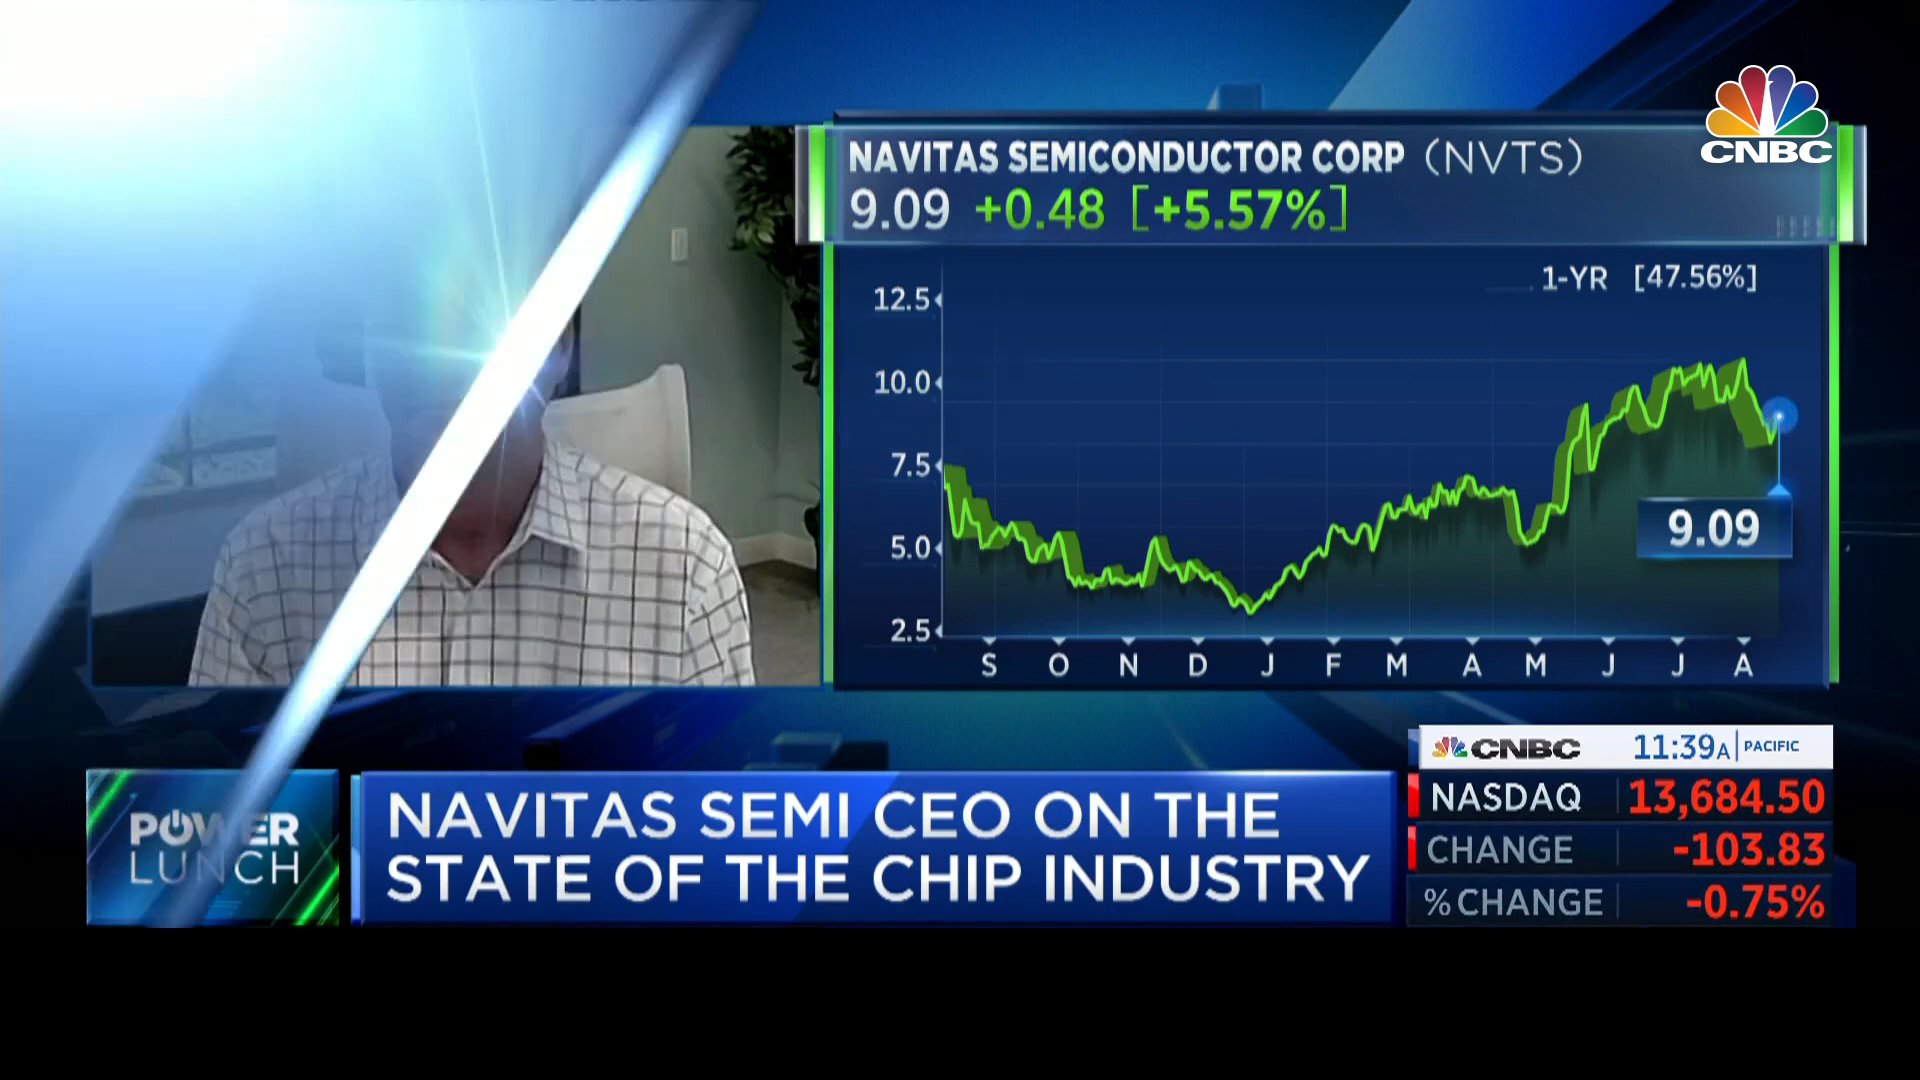 CNBC
NAVITAS SEMICONDUCTOR CORP (NVTS)
9.09 +0.48 [+5.57%]
1-YR [47.56%]
12.5
10.0
7.5
5.0
2.5
9.09
S O N D J F M A M J J A
POWER
LUNCH
NAVITAS SEMI CEO ON THE
STATE OF THE CHIP INDUSTRY
CNBC 11:39A PACIFIC
NASDAQ 13,684.50
CHANGE -103.83
% CHANGE -0.75%